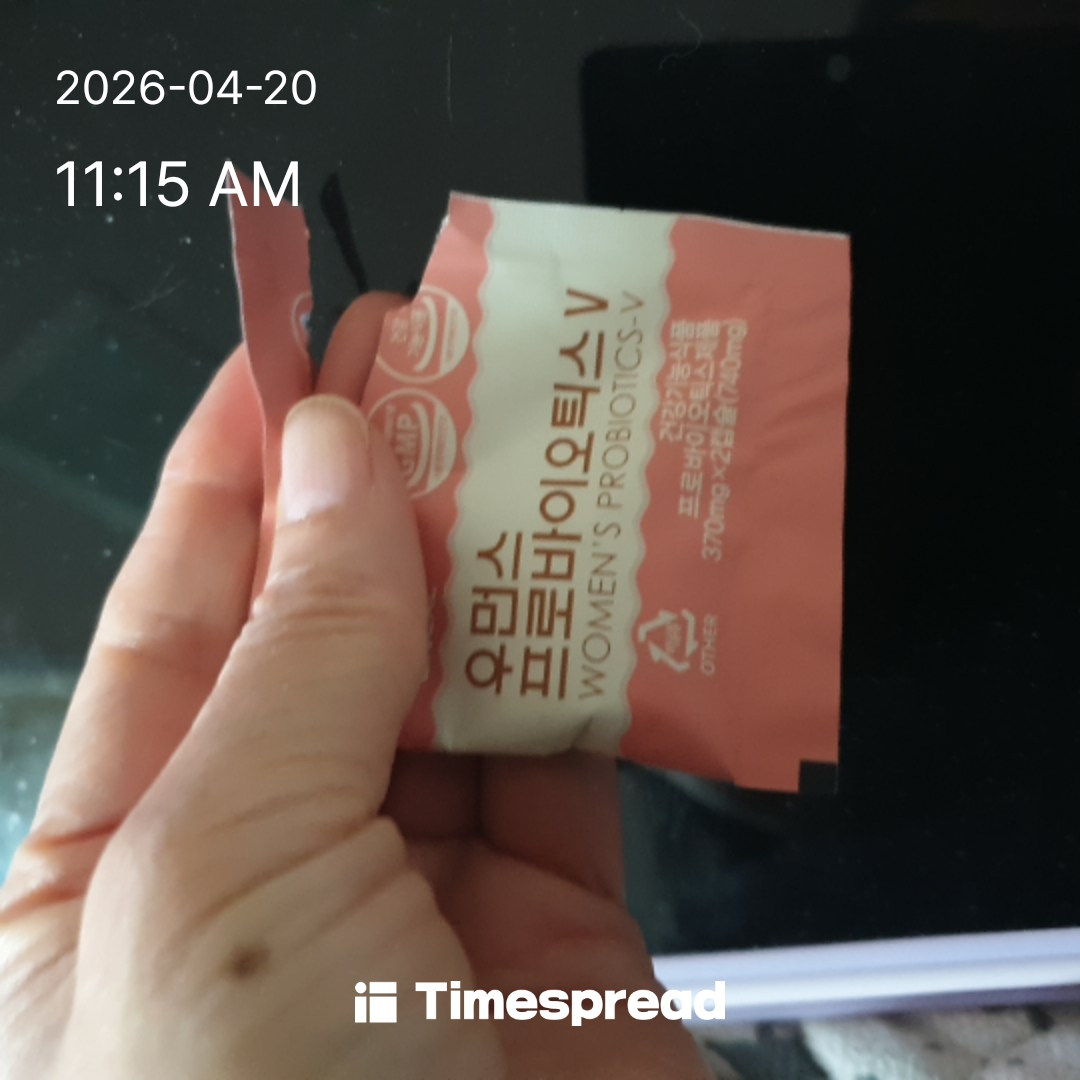 2026-04-20
11:15 AM
우먼스
프로바이오틱스 V
WOMEN'S PROBIOTICS-V
건강기능식품
프로바이오틱스제품
370mg×2캡슐(740mg)
GMP
OTHER
Timespread